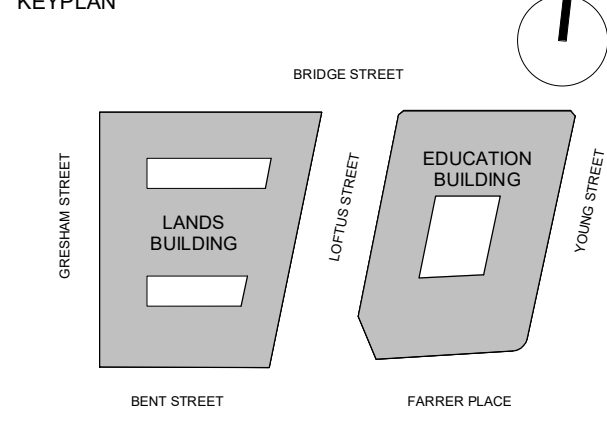 KEYPLAN
BRIDGE STREET
GRESHAM STREET
LANDS
BUILDING
LOFTUS STREET
EDUCATION
BUILDING
YOUNG STREET
BENT STREET
FARRER PLACE